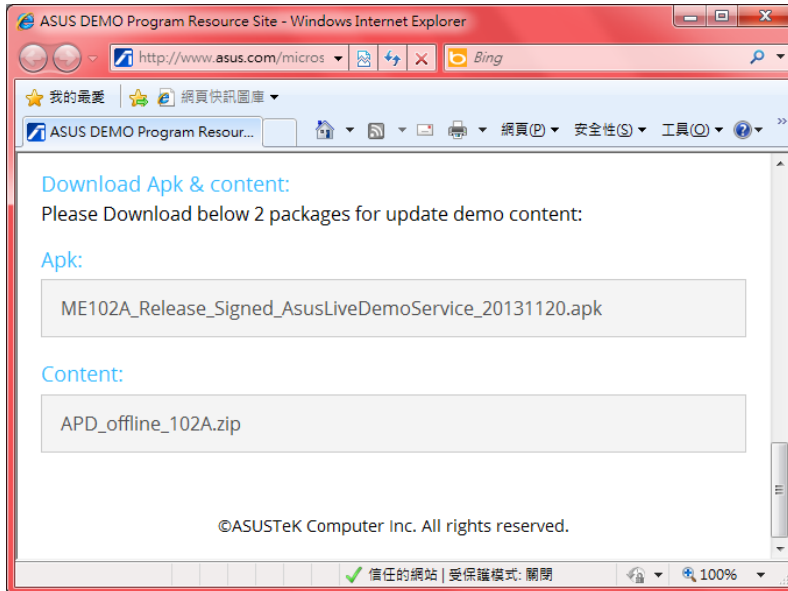 ASUS DEMO Program Resource Site - Windows Internet Explorer
http://www.asus.com/micros
Bing
我的最愛 網頁快訊圖庫
ASUS DEMO Program Resour... 網頁(P) 安全性(S) 工具(O)
Download Apk & content:
Please Download below 2 packages for update demo content:
Apk:
ME102A_Release_Signed_AsusLiveDemoService_20131120.apk
Content:
APD_offline_102A.zip
©ASUSTeK Computer Inc. All rights reserved.
信任的網站 | 受保護模式: 關閉 100%